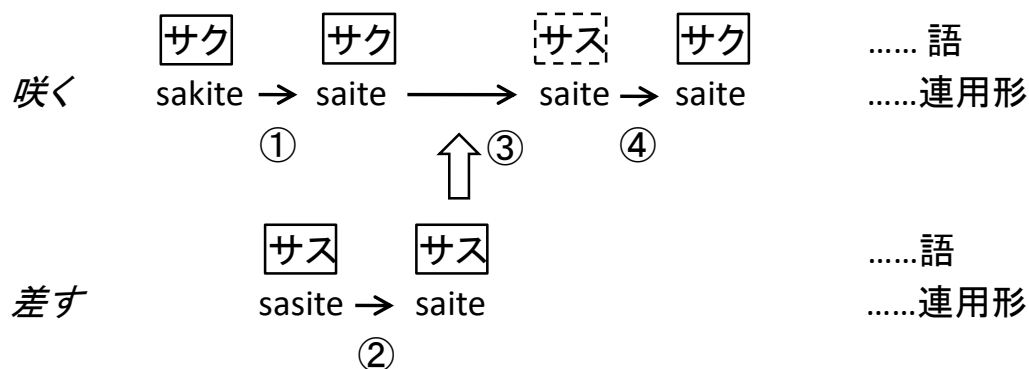 サク サク サス サク ...... 語
咲く sakite → saite → saite → saite ......連用形
① ③ ④
サス サス ......語
差す sasite → saite ......連用形
②